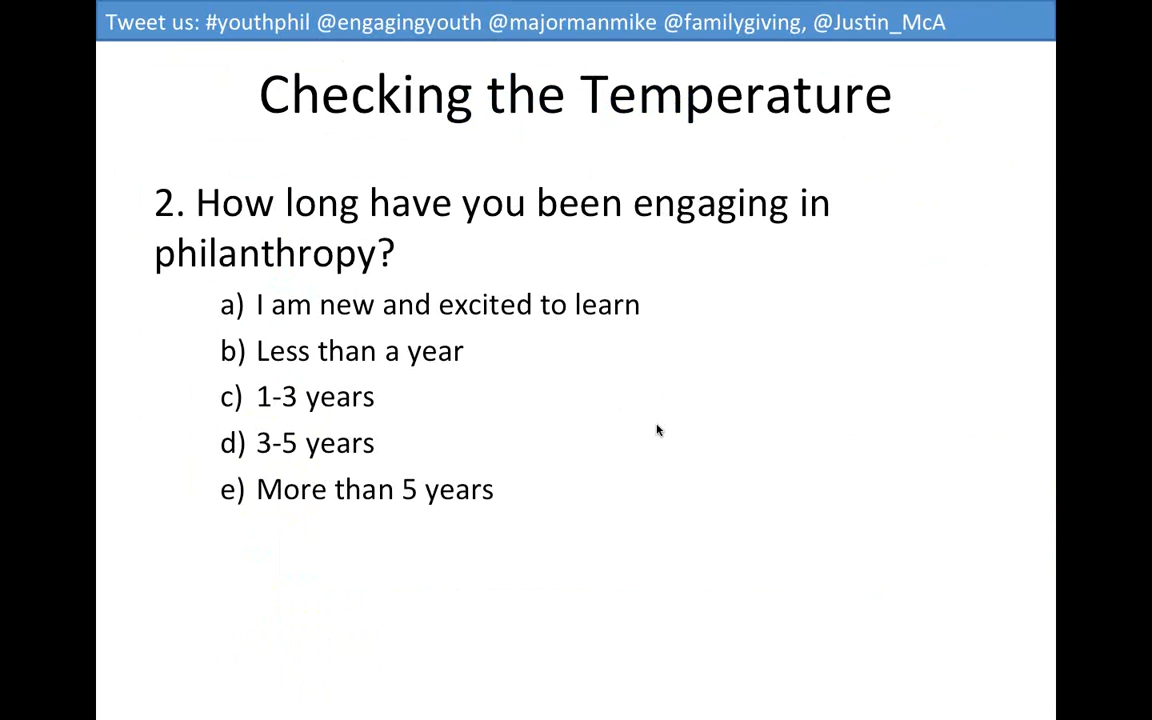 Tweet us: #youthphil @engagingyouth @majormanmike @familygiving, @Justin_McA
Checking the Temperature
2. How long have you been engaging in
philanthropy?
a) I am new and excited to learn
b) Less than a year
c) 1-3 years
d) 3-5 years
e) More than 5 years